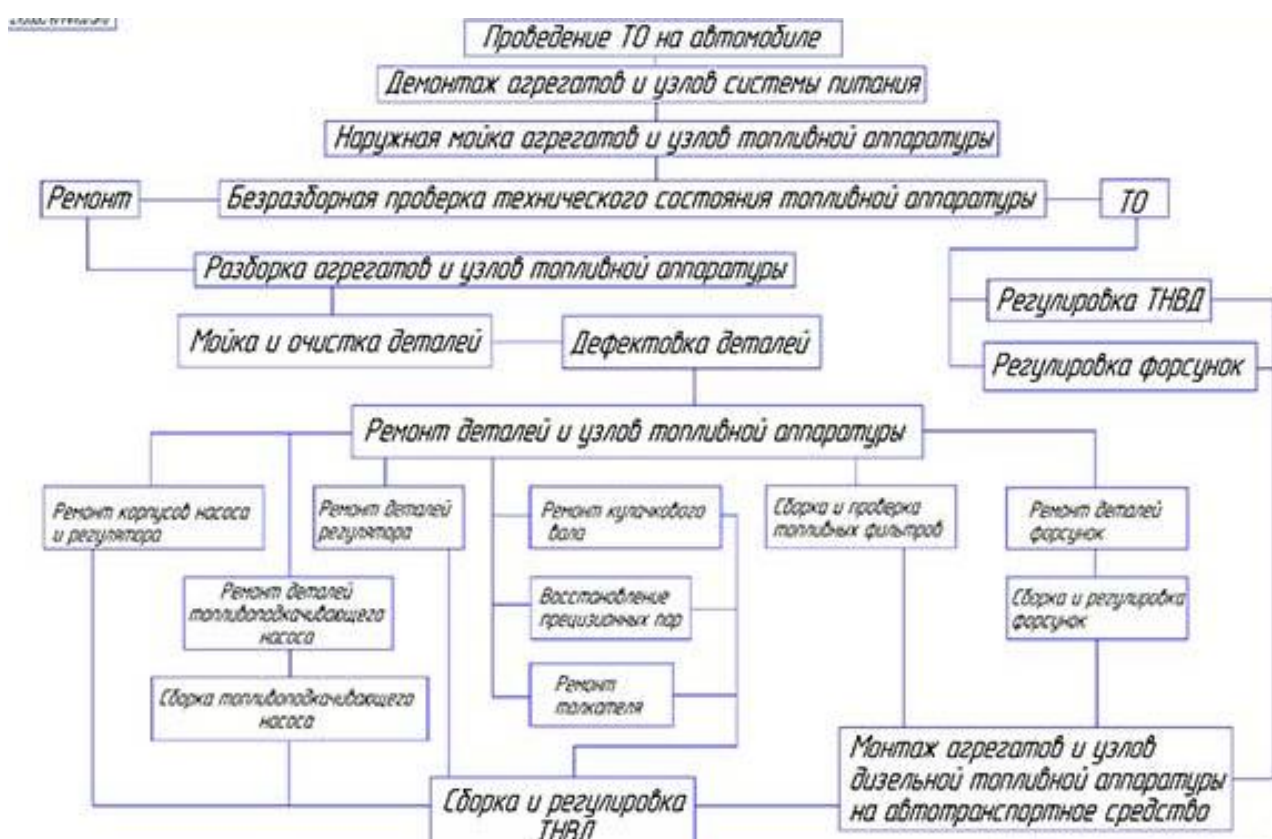 Проведение ТО на автомобиле
Демонтаж агрегатов и узлов системы питания
Наружная мойка агрегатов и узлов топливной аппаратуры
Ремонт
Безразборная проверка технического состояния топливной аппаратуры
ТО
Разборка агрегатов и узлов топливной аппаратуры
Регулировка ТНВД
Мойка и очистка деталей
Дефектовка деталей
Регулировка форсунок
Ремонт деталей и узлов топливной аппаратуры
Ремонт корпусов насоса
и регулятора
Ремонт деталей
регулятора
Ремонт кулачкового
вала
Сборка и проверка
топливных фильтров
Ремонт деталей
форсунок
Ремонт деталей
топливоподкачивающего
насоса
Восстановление
прецизионных пар
Сборка и регулировка
форсунок
Сборка топливоподкачивающего
насоса
Ремонт
толкателя
Монтаж агрегатов и узлов
дизельной топливной аппаратуры
на автотранспортное средство
Сборка и регулировка
ТНВД